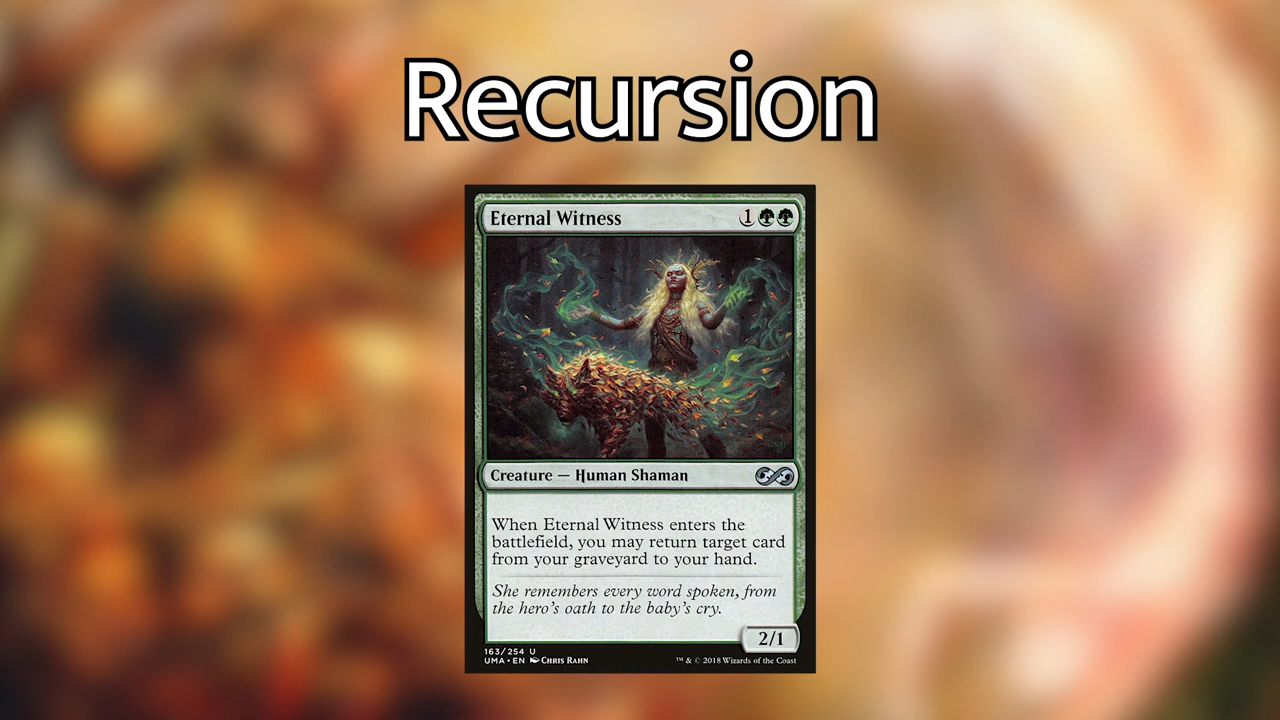 Recursion
Eternal Witness 1
Creature — Human Shaman
When Eternal Witness enters the
battlefield, you may return target card
from your graveyard to your hand.
She remembers every word spoken, from
the hero's oath to the baby's cry.
2/1
163/254 U
UMA • EN Chris Rahn
™ & © 2018 Wizards of the Coast